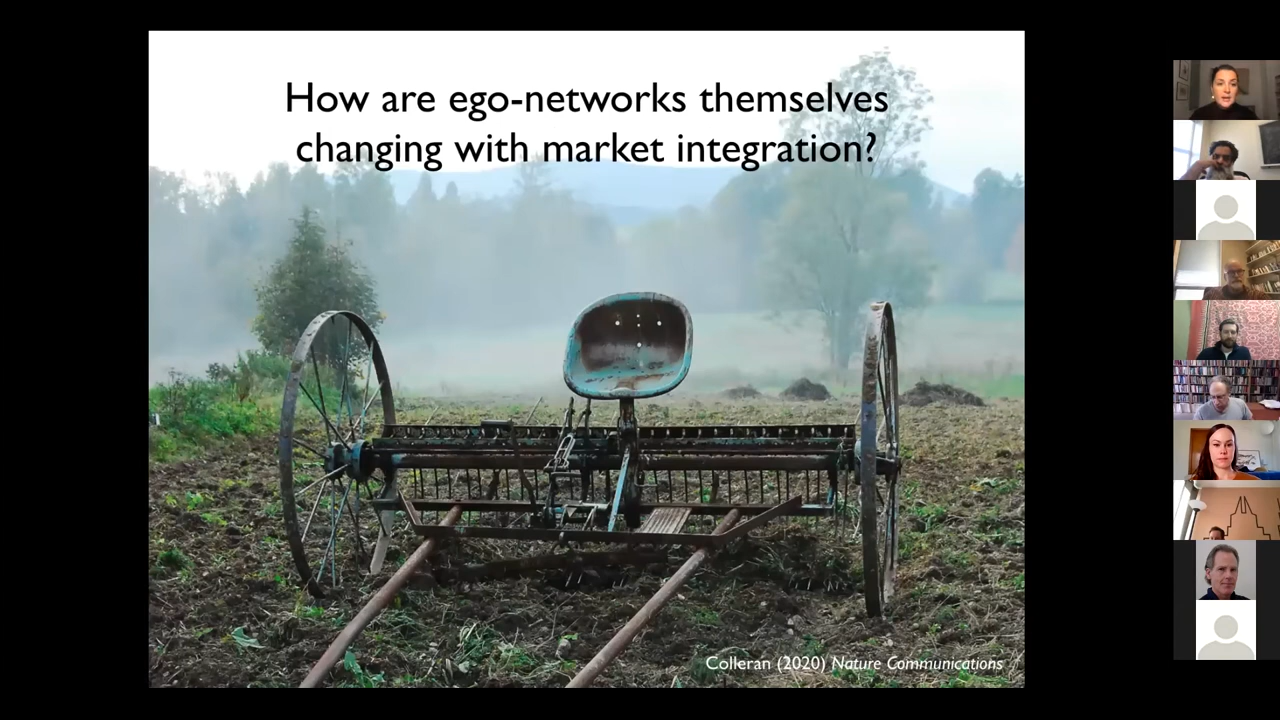 How are ego-networks themselves
changing with market integration?
Colleran (2020) Nature Communications